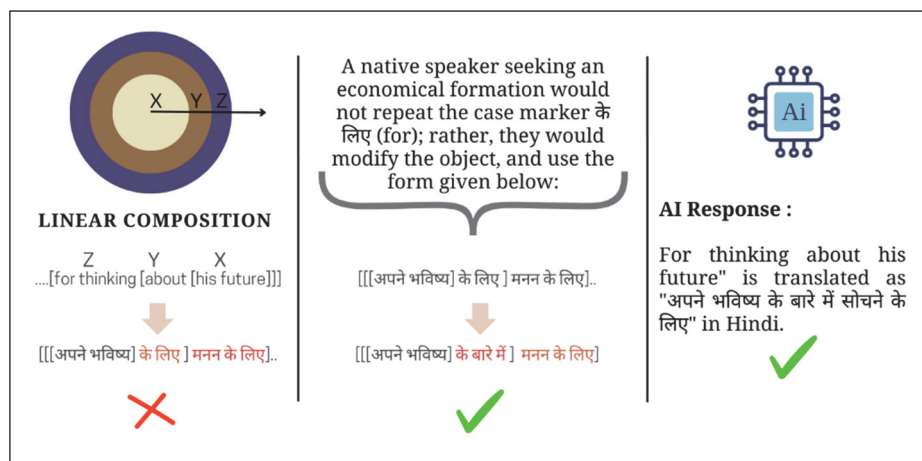 X Y Z
LINEAR COMPOSITION
Z Y X
....[for thinking [about [his future]]]
[[[अपने भविष्य] के लिए ] मनन के लिए]..
A native speaker seeking an
economical formation would
not repeat the case marker के
लिए (for); rather, they would
modify the object, and use the
form given below:
[[[अपने भविष्य] के लिए ] मनन के लिए]..
[[[अपने भविष्य] के बारे में ] मनन के लिए]
Ai
AI Response :
For thinking about his
future" is translated as
"अपने भविष्य के बारे में सोचने के
लिए" in Hindi.